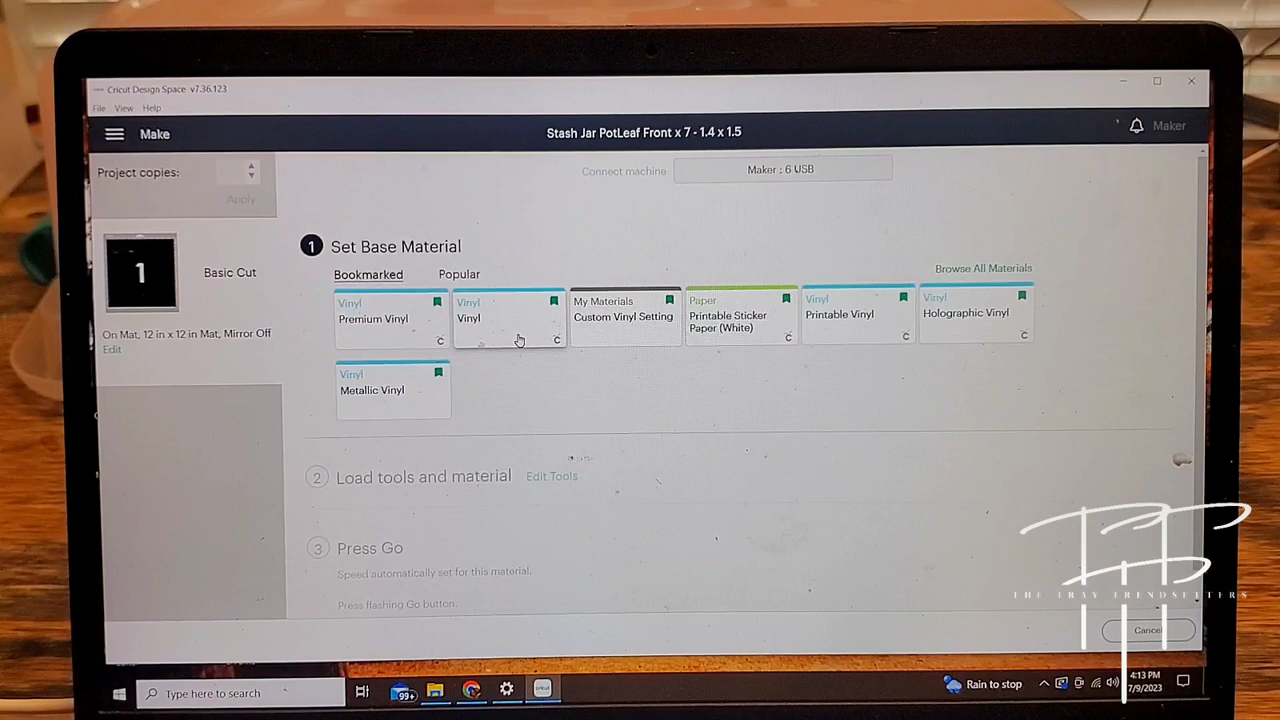 Cricut Design Space v7.36.123
File View Help
Make
Stash Jar PotLeaf Front x 7 - 1.4 x 1.5
Maker
Project copies:
Apply
Connect machine
Maker : 6 USB
1
Basic Cut
On Mat, 12 in x 12 in Mat, Mirror Off
Edit
1 Set Base Material
Bookmarked
Popular
Browse All Materials
Vinyl
Premium Vinyl
C
Vinyl
Vinyl
C
My Materials
Custom Vinyl Setting
Paper
Printable Sticker
Paper (White)
C
Vinyl
Printable Vinyl
C
Vinyl
Holographic Vinyl
C
Vinyl
Metallic Vinyl
2 Load tools and material Edit Tools
3 Press Go
Speed automatically set for this material.
Press flashing Go button.
Cancel
THE TRAY TRENDSETTERS
Type here to search
99+
cricut
Rain to stop
4:13 PM
7/9/2023